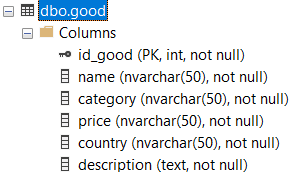 dbo.good
Columns
id_good (PK, int, not null)
name (nvarchar(50), not null)
category (nvarchar(50), not null)
price (nvarchar(50), not null)
country (nvarchar(50), not null)
description (text, not null)